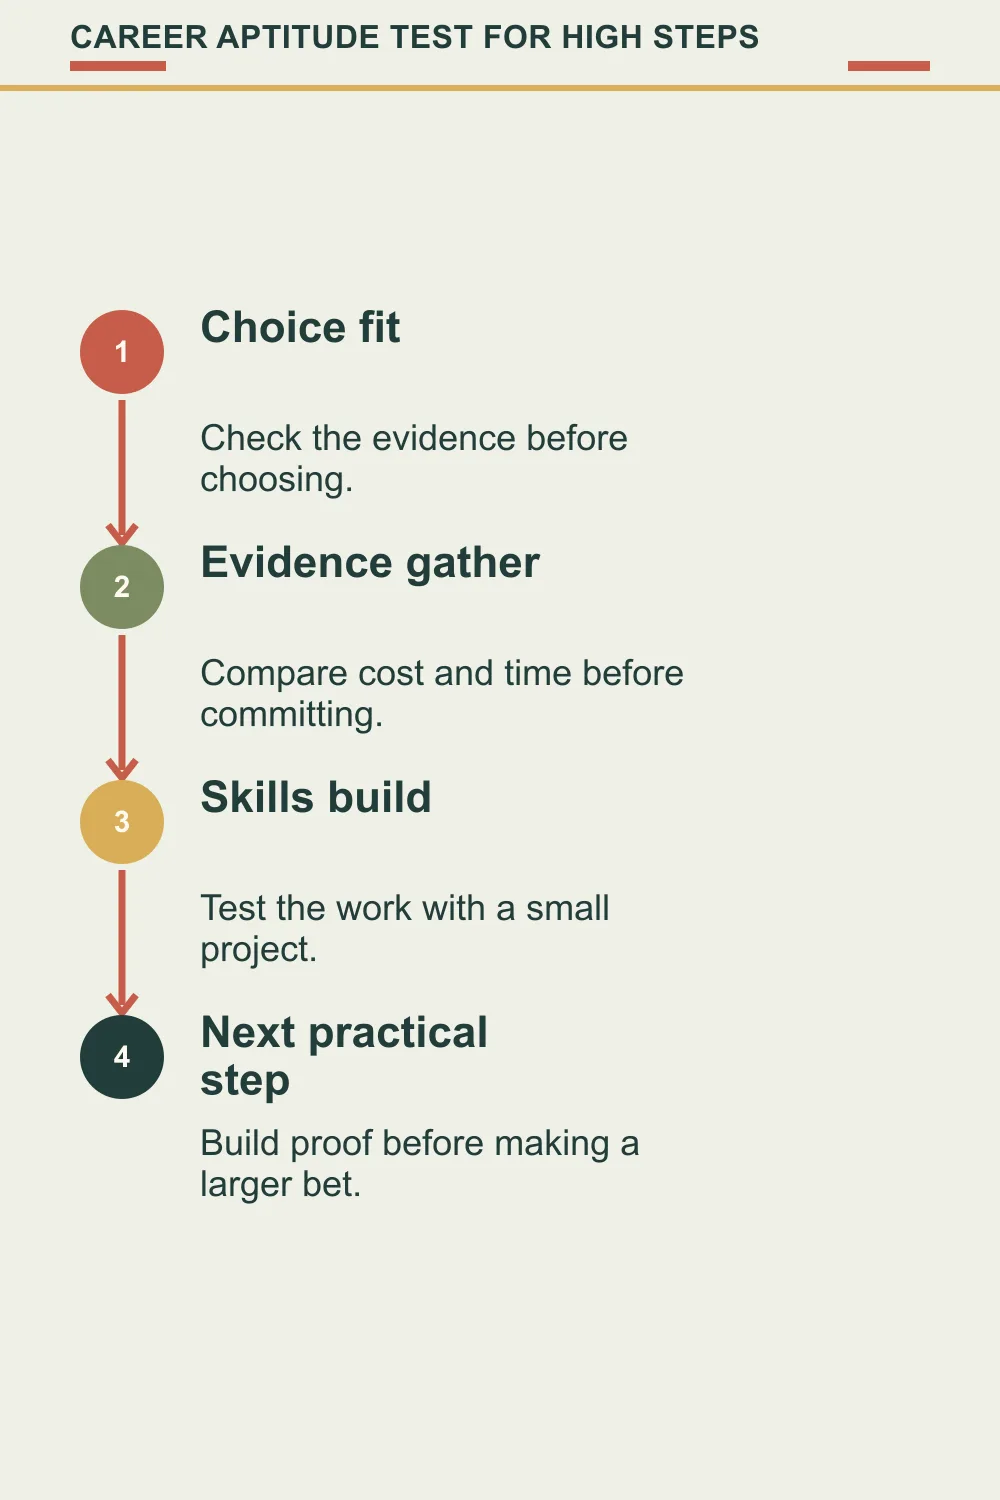 CAREER APTITUDE TEST FOR HIGH STEPS
1
Choice fit
Check the evidence before
choosing.
2
Evidence gather
Compare cost and time before
committing.
3
Skills build
Test the work with a small
project.
4
Next practical
step
Build proof before making a
larger bet.